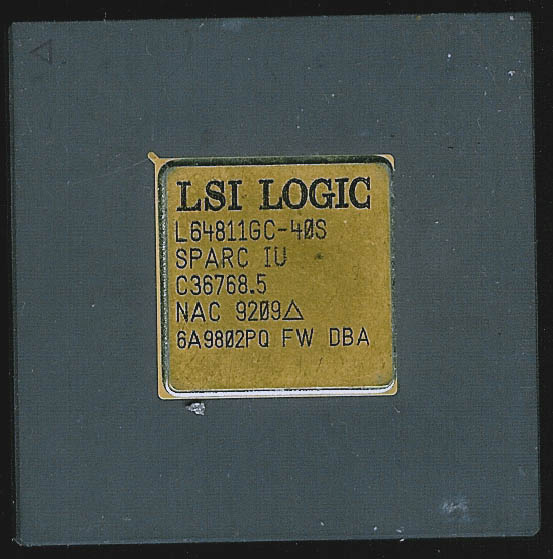 LSI LOGIC
L64811GC-40S
SPARC IU
C36768.5
NAC 9209△
6A9802PQ FW DBA